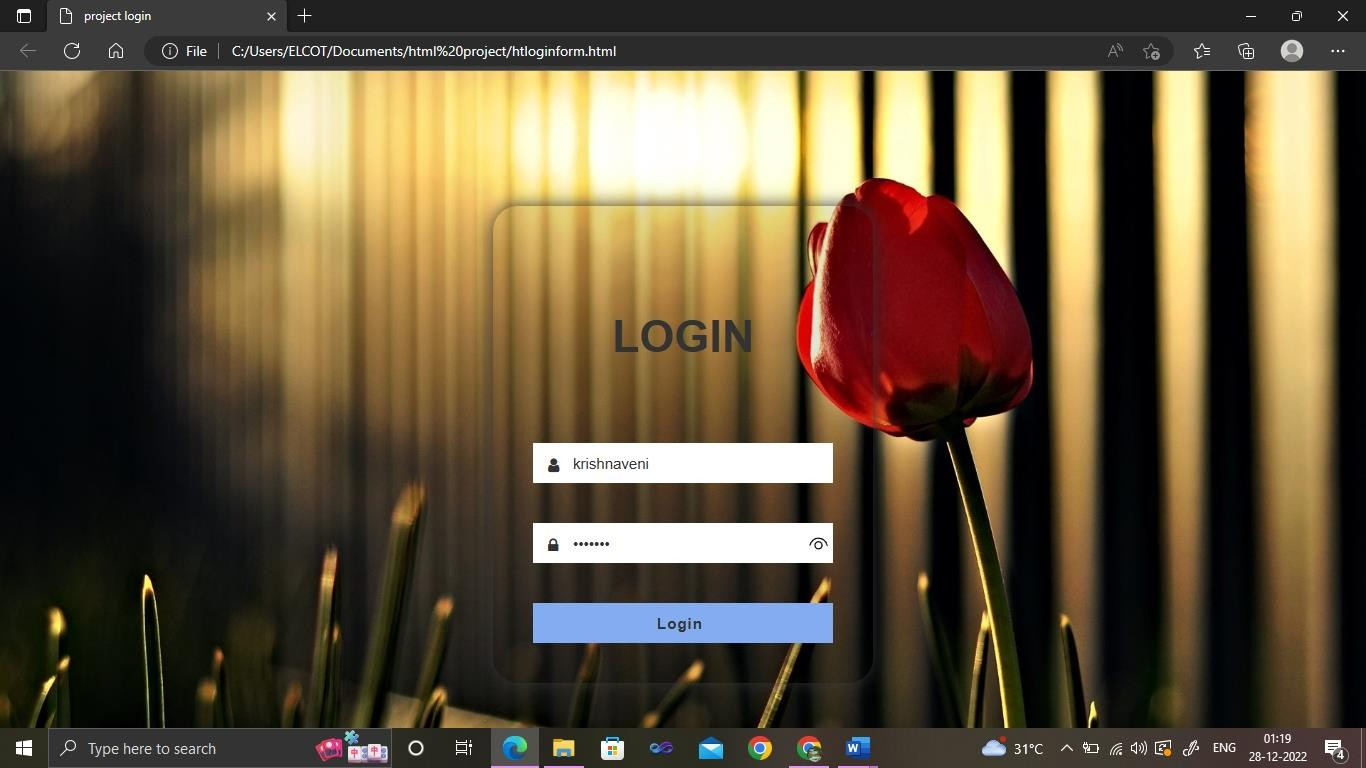 project login
File
C:/Users/ELCOT/Documents/html%20project/htloginform.html
LOGIN
krishnaveni
•••••••
Login
Type here to search
31°C
ENG
01:19
28-12-2022
4